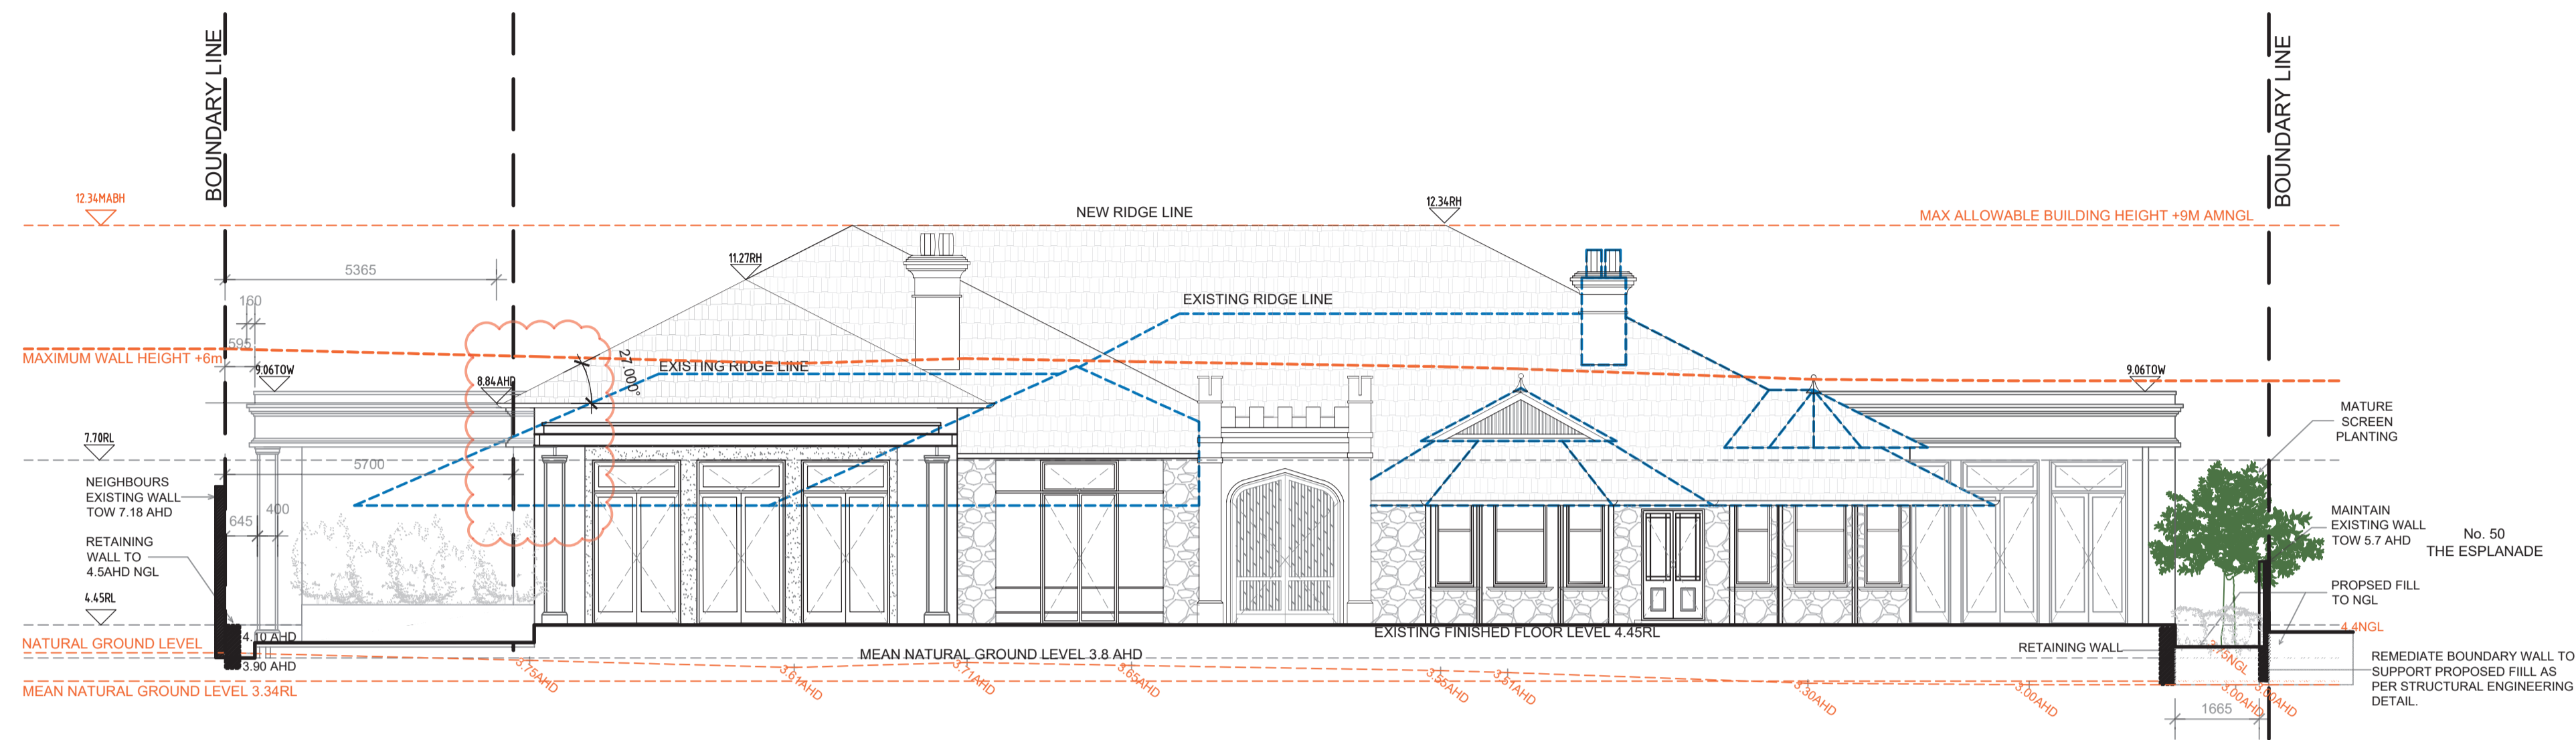 BOUNDARY LINE
BOUNDARY LINE
12.34MABH
NEW RIDGE LINE
12.34RH
MAX ALLOWABLE BUILDING HEIGHT +9M AMNGL
11.27RH
5365
160
595
EXISTING RIDGE LINE
MAXIMUM WALL HEIGHT +6m
27.000°
EXISTING RIDGE LINE
9.06TOW
8.84AHD
9.06TOW
MATURE
SCREEN
PLANTING
7.70RL
5700
NEIGHBOURS
EXISTING WALL
TOW 7.18 AHD
645
400
RETAINING
WALL TO
4.5AHD NGL
MAINTAIN
EXISTING WALL
TOW 5.7 AHD
No. 50
THE ESPLANADE
PROPSED FILL
TO NGL
4.45RL
4.4NGL
NATURAL GROUND LEVEL
4.10 AHD
EXISTING FINISHED FLOOR LEVEL 4.45RL
3.90 AHD
MEAN NATURAL GROUND LEVEL 3.8 AHD
RETAINING WALL
3.75NGL
REMEDIATE BOUNDARY WALL TO
SUPPORT PROPOSED FIILL AS
PER STRUCTURAL ENGINEERING
DETAIL.
MEAN NATURAL GROUND LEVEL 3.34RL
3.75AHD
3.61AHD
3.71AHD
3.65AHD
3.55AHD
3.51AHD
3.30AHD
3.00AHD
3.00AHD
3.00AHD
1665